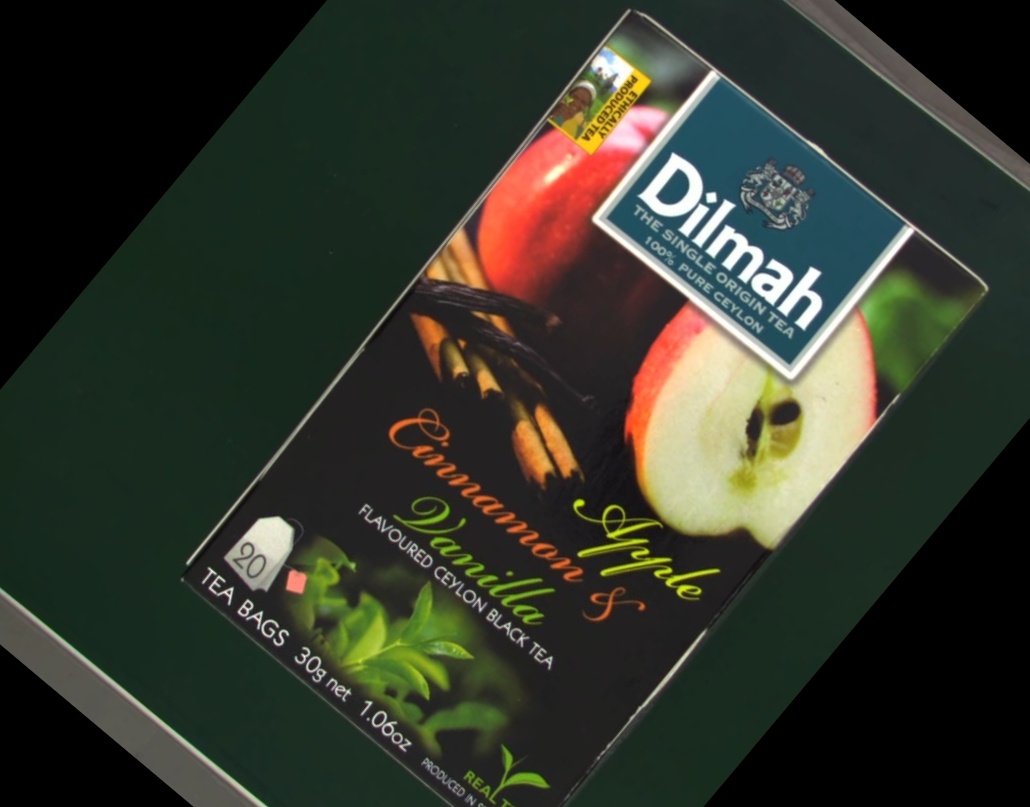 ETHICALLY
PRODUCED TEA
Dilmah
THE SINGLE ORIGIN TEA
100% PURE CEYLON
Apple
Cinnamon &
Vanilla
FLAVOURED CEYLON BLACK TEA
20
TEA BAGS 30g net 1.06oz
REAL
PRODUCED IN